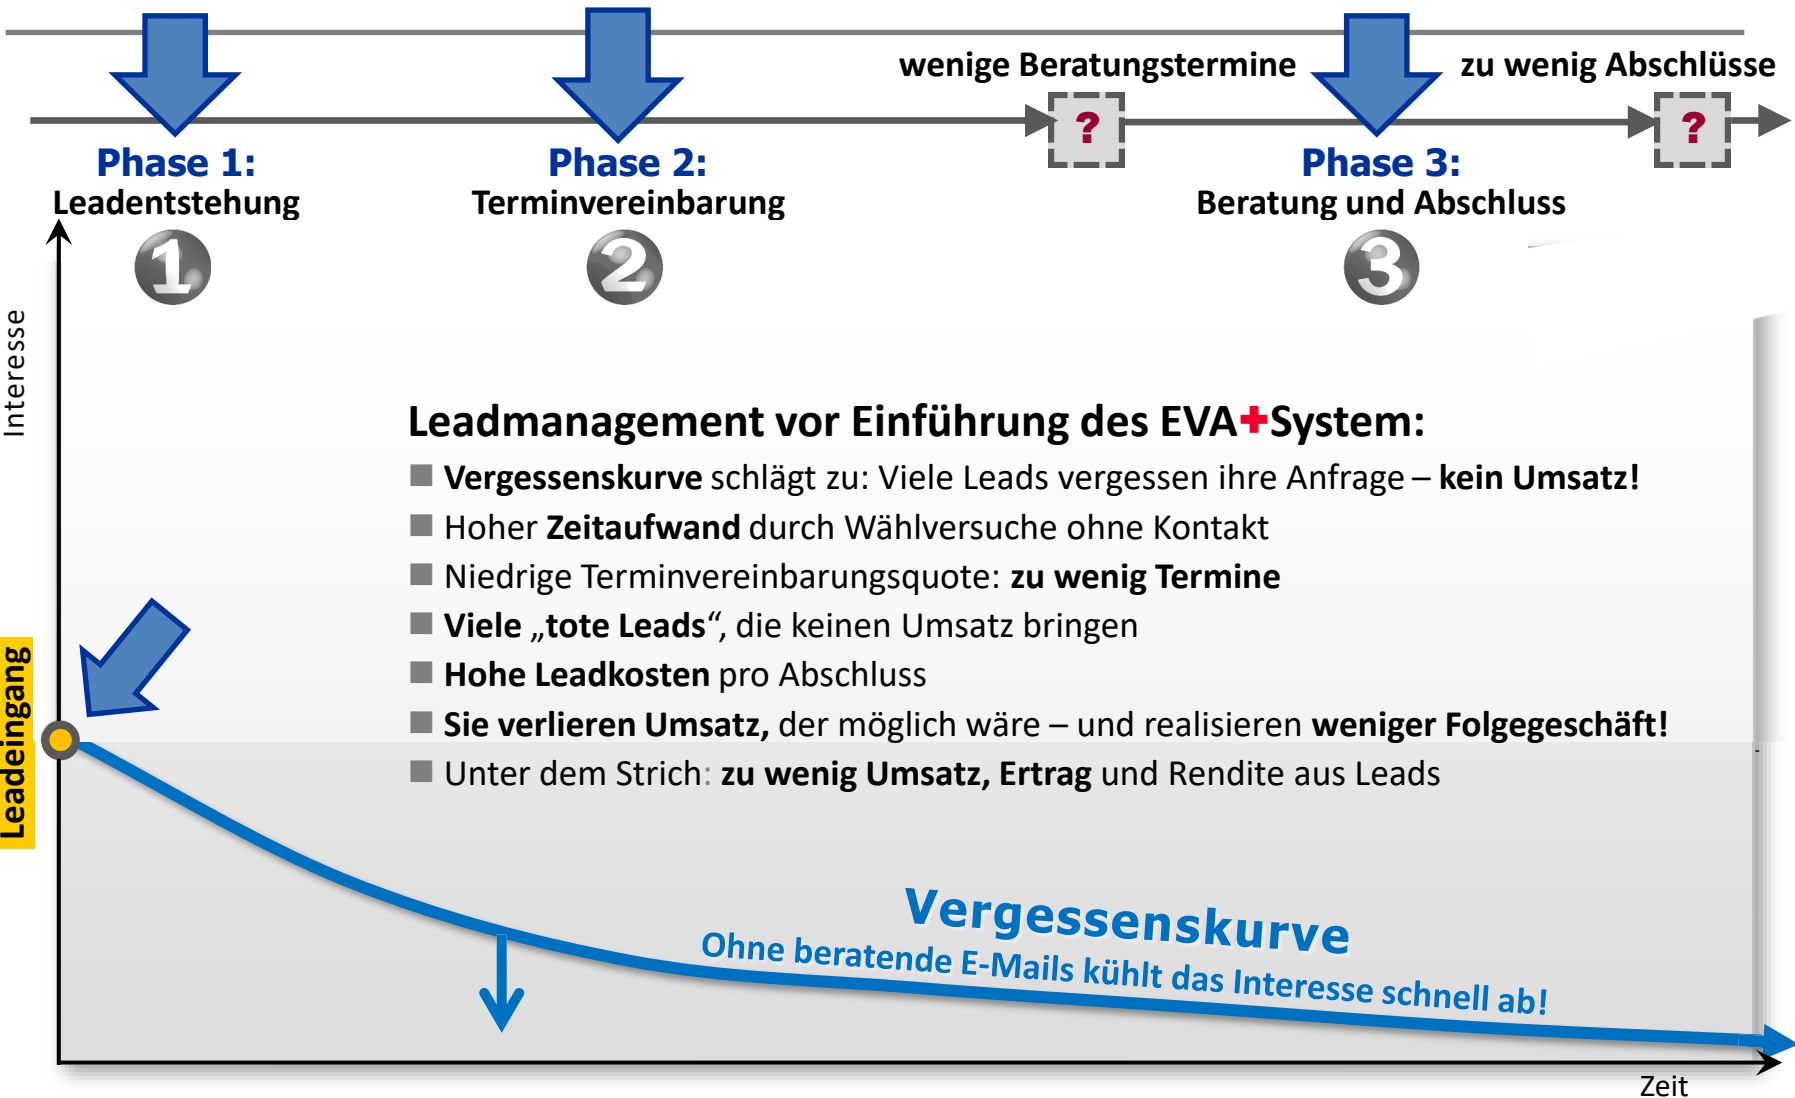 wenige Beratungstermine
zu wenig Abschlüsse
?
?
Phase 1:
Leadentstehung
1
Phase 2:
Terminvereinbarung
2
Phase 3:
Beratung und Abschluss
3
Interesse
Leadmanagement vor Einführung des EVA+System:
Vergessenskurve schlägt zu: Viele Leads vergessen ihre Anfrage – kein Umsatz!
Hoher Zeitaufwand durch Wählversuche ohne Kontakt
Niedrige Terminvereinbarungsquote: zu wenig Termine
Viele „tote Leads“, die keinen Umsatz bringen
Hohe Leadkosten pro Abschluss
Sie verlieren Umsatz, der möglich wäre – und realisieren weniger Folgegeschäft!
Unter dem Strich: zu wenig Umsatz, Ertrag und Rendite aus Leads
Leadeingang
Vergessenskurve
Ohne beratende E-Mails kühlt das Interesse schnell ab!
Zeit